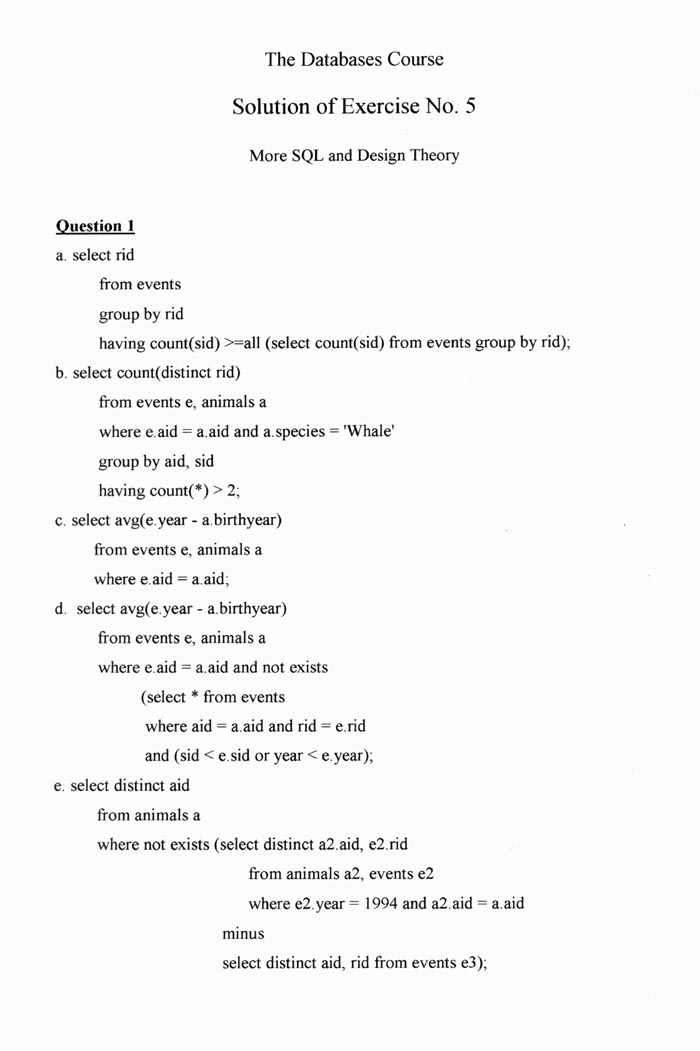 The Databases Course
Solution of Exercise No. 5
More SQL and Design Theory
Question 1
a. select rid
from events
group by rid
having count(sid) >=all (select count(sid) from events group by rid);
b. select count(distinct rid)
from events e, animals a
where e.aid = a.aid and a.species = 'Whale'
group by aid, sid
having count(*) > 2;
c. select avg(e.year - a.birthyear)
from events e, animals a
where e.aid = a.aid;
d. select avg(e.year - a.birthyear)
from events e, animals a
where e.aid = a.aid and not exists
(select * from events
where aid = a.aid and rid = e.rid
and (sid < e.sid or year < e.year);
e. select distinct aid
from animals a
where not exists (select distinct a2.aid, e2.rid
from animals a2, events e2
where e2.year = 1994 and a2.aid = a.aid
minus
select distinct aid, rid from events e3);